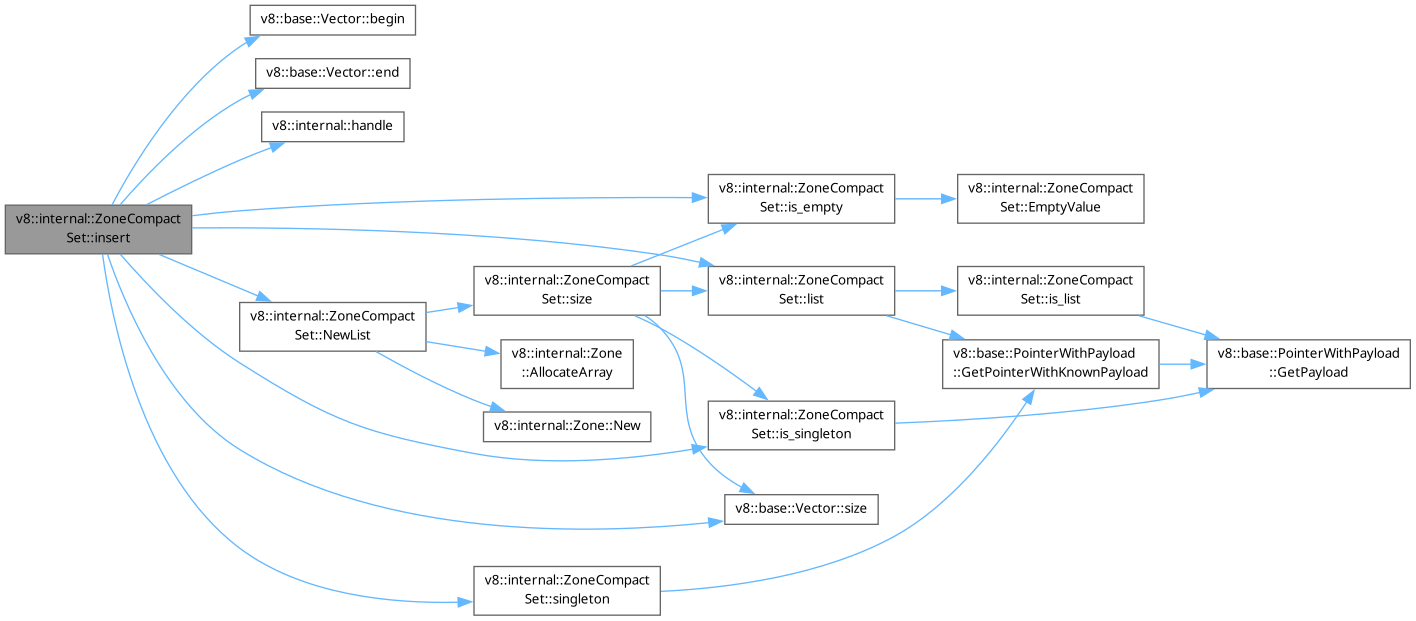 v8::base::Vector::begin
v8::base::Vector::end
v8::internal::handle
v8::internal::ZoneCompact
Set::insert
v8::internal::ZoneCompact
Set::is_empty
v8::internal::ZoneCompact
Set::EmptyValue
v8::internal::ZoneCompact
Set::NewList
v8::internal::ZoneCompact
Set::size
v8::internal::ZoneCompact
Set::list
v8::internal::ZoneCompact
Set::is_list
v8::internal::Zone
::AllocateArray
v8::base::PointerWithPayload
::GetPointerWithKnownPayload
v8::base::PointerWithPayload
::GetPayload
v8::internal::Zone::New
v8::internal::ZoneCompact
Set::is_singleton
v8::base::Vector::size
v8::internal::ZoneCompact
Set::singleton